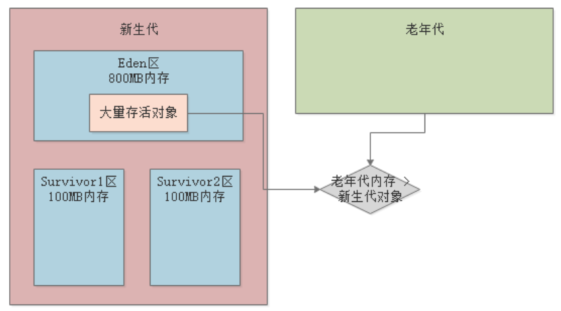 新生代
老年代
Eden区
800MB内存
大量存活对象
老年代内存 >
新生代对象
Survivor1区
100MB内存
Survivor2区
100MB内存